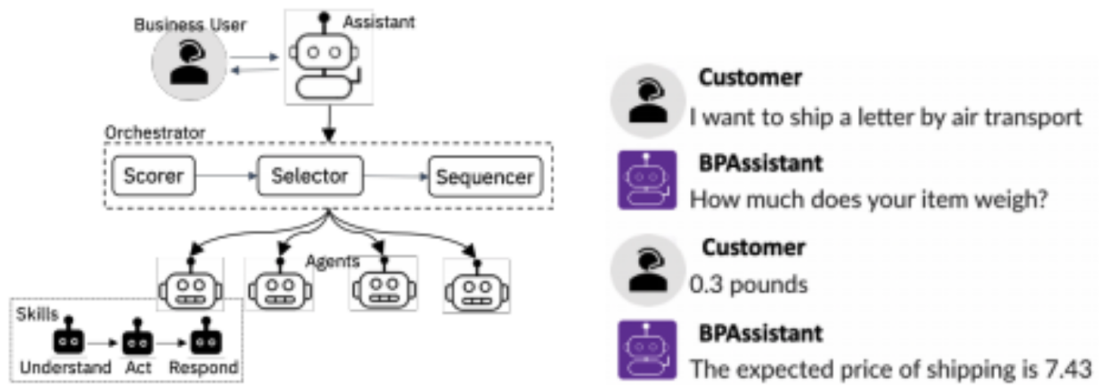 Business User
Assistant
Orchestrator
Scorer
Selector
Sequencer
Agents
Skills
Understand
Act
Respond
Customer
I want to ship a letter by air transport
BPAssistant
How much does your item weigh?
Customer
0.3 pounds
BPAssistant
The expected price of shipping is 7.43